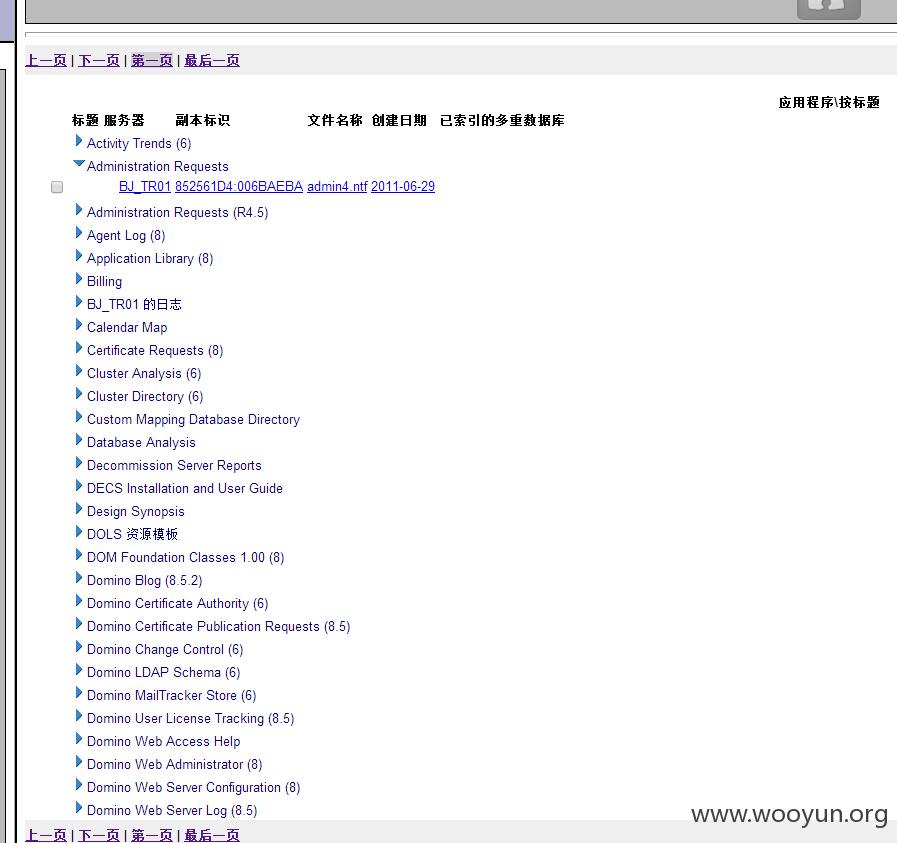 上一页 | 下一页 | 第一页 | 最后一页
应用程序\按标题
标题 服务器 副本标识 文件名称 创建日期 已索引的多重数据库
Activity Trends (6)
Administration Requests
BJ_TR01 852561D4:006BAEBA admin4.ntf 2011-06-29
Administration Requests (R4.5)
Agent Log (8)
Application Library (8)
Billing
BJ_TR01 的日志
Calendar Map
Certificate Requests (8)
Cluster Analysis (6)
Cluster Directory (6)
Custom Mapping Database Directory
Database Analysis
Decommission Server Reports
DECS Installation and User Guide
Design Synopsis
DOLS 资源模板
DOM Foundation Classes 1.00 (8)
Domino Blog (8.5.2)
Domino Certificate Authority (6)
Domino Certificate Publication Requests (8.5)
Domino Change Control (6)
Domino LDAP Schema (6)
Domino MailTracker Store (6)
Domino User License Tracking (8.5)
Domino Web Access Help
Domino Web Administrator (8)
Domino Web Server Configuration (8)
Domino Web Server Log (8.5)
www.wooyun.org
上一页 | 下一页 | 第一页 | 最后一页